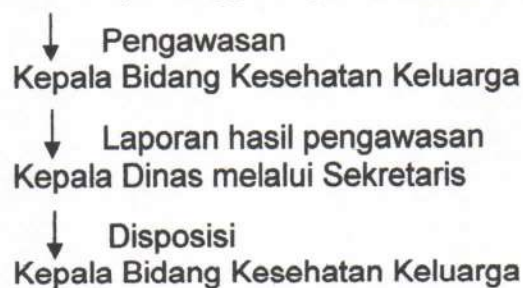 Pengawasan
Kepala Bidang Kesehatan Keluarga
Laporan hasil pengawasan
Kepala Dinas melalui Sekretaris
Disposisi
Kepala Bidang Kesehatan Keluarga